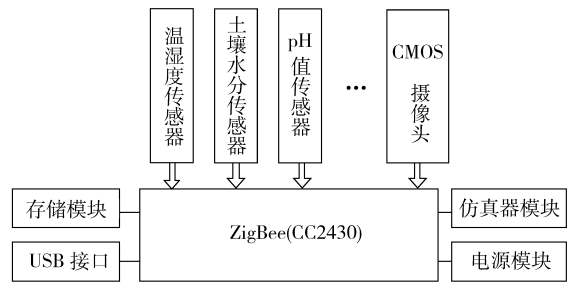 温湿度传感器
土壤水分传感器
pH值传感器
...
CMOS摄像头
存储模块
ZigBee(CC2430)
仿真器模块
USB 接口
电源模块